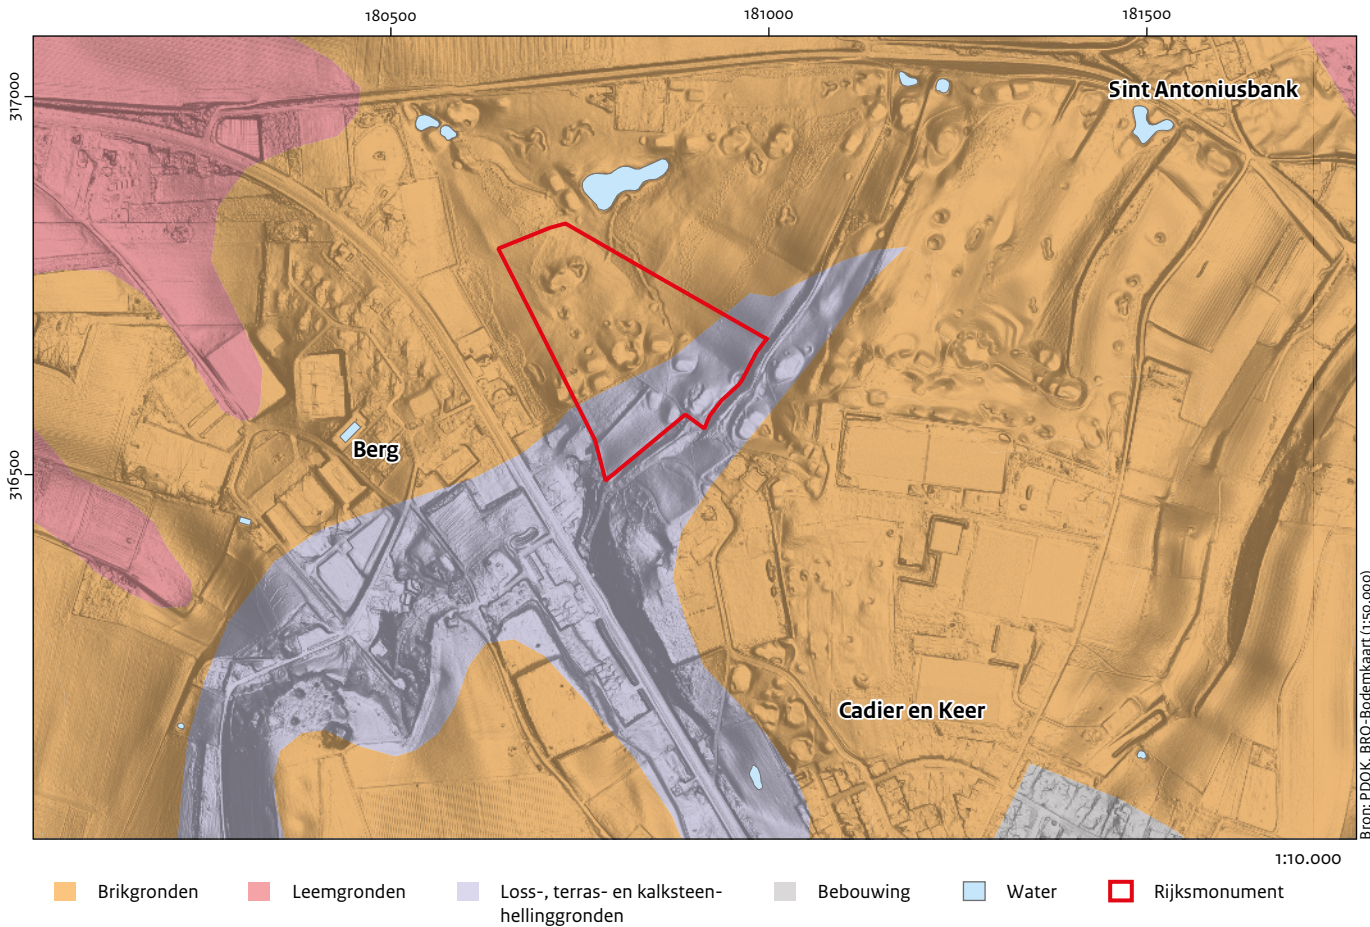 180500
181000
181500
317000
Sint Antoniusbank
Berg
316500
Cadier en Keer
Bron: PDOK, BRO-Bodemkaart (1:50.000)
1:10.000
Brikgronden
Leemgronden
Loss-, terras- en kalksteen-
hellinggronden
Bebouwing
Water
Rijksmonument